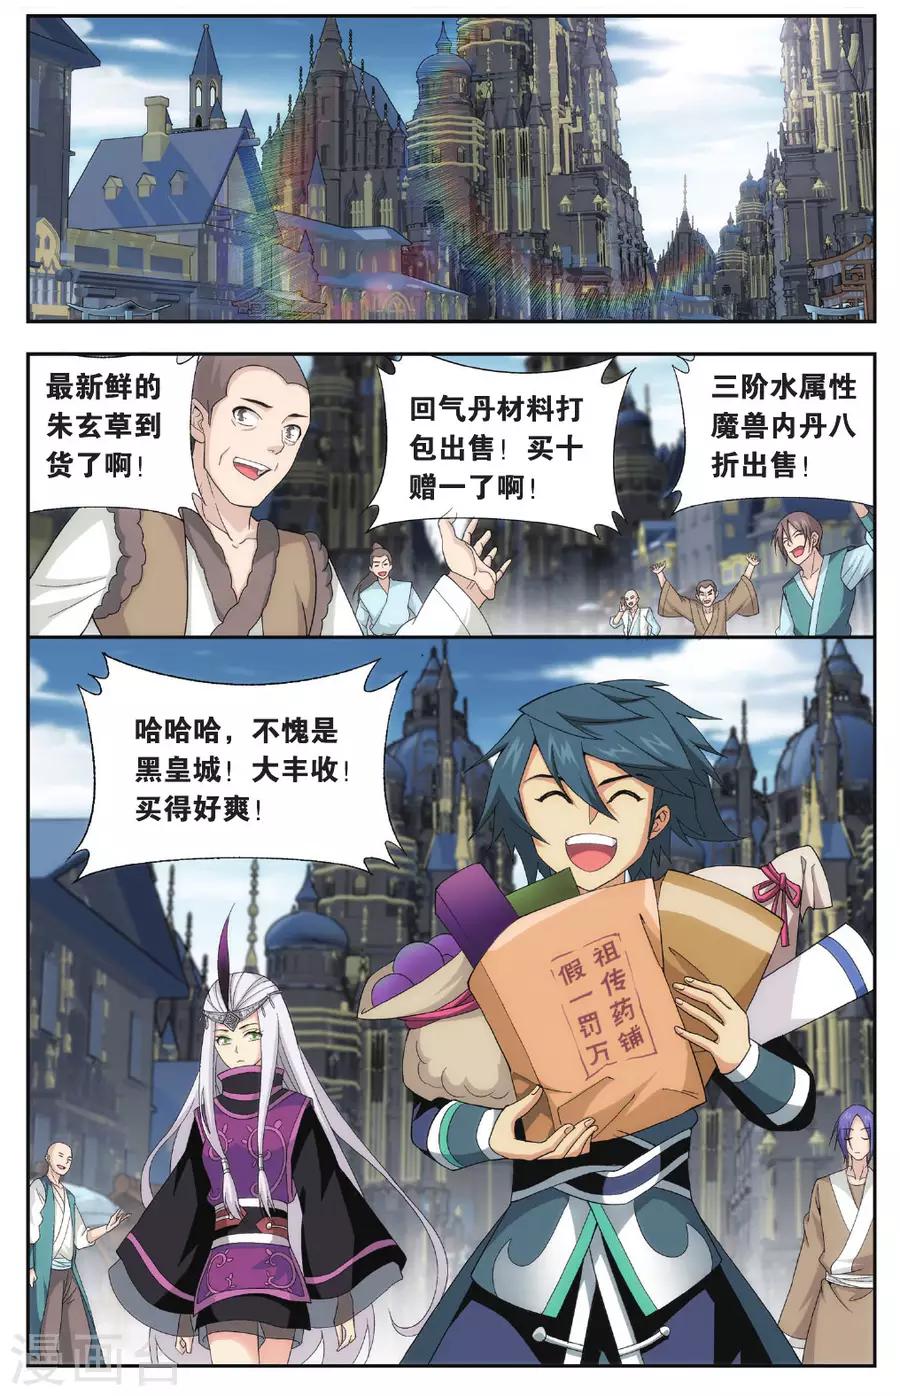 最新鲜的
朱玄草到
货了啊！
回气丹材料打
包出售！买十
赠一了啊！
三阶水属性
魔兽内丹八
折出售！
哈哈哈，不愧是
黑皇城！大丰收！
买得好爽！
祖传药铺
假一罚万
漫画台